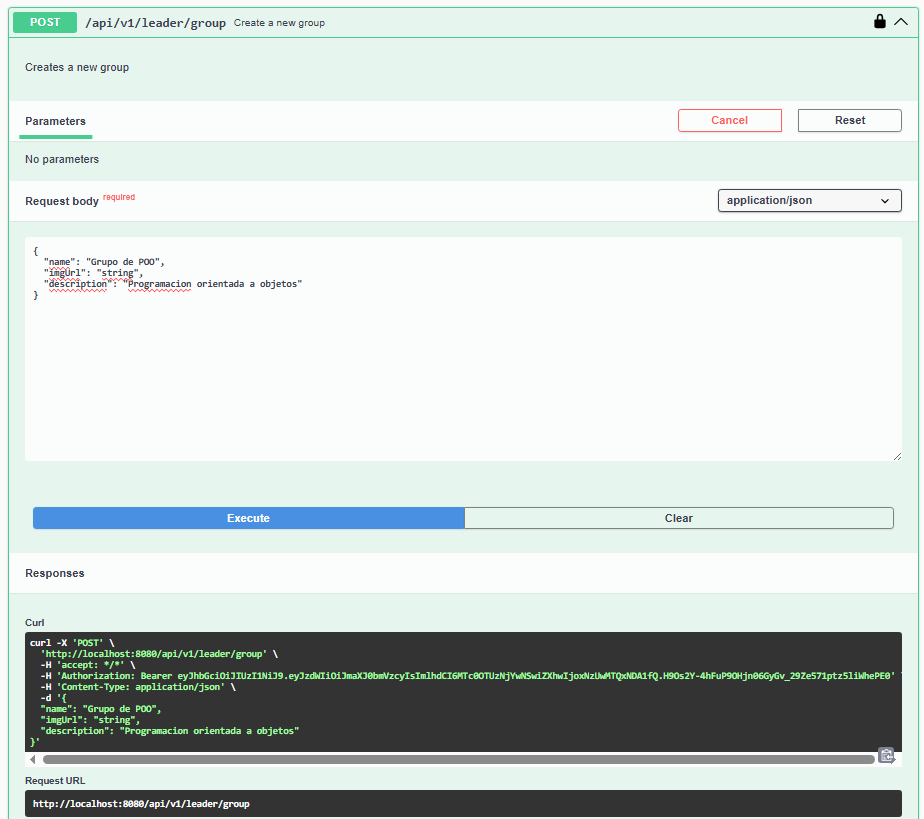 POST /api/v1/leader/group Create a new group
Creates a new group
Parameters
Cancel
Reset
No parameters
Request body required
application/json
{
  "name": "Grupo de POO",
  "imgUrl": "string",
  "description": "Programacion orientada a objetos"
}
Execute
Clear
Responses
Curl
curl -X 'POST' \
  'http://localhost:8080/api/v1/leader/group' \
  -H 'accept: */*' \
  -H 'Authorization: Bearer eyJhbGciOiJIUzI1NiJ9.eyJzdWIiOiJmaXJ0bmVzcyIsImlhdCI6MTc0OTUzNjYwNSwiZXhwIjoxNzUwMTQxNDA1fQ.H9Os2Y-4hFuP9OHjn06GyGv_29Ze571ptz5liWhePE0'
  -H 'Content-Type: application/json' \
  -d '{
  "name": "Grupo de POO",
  "imgUrl": "string",
  "description": "Programacion orientada a objetos"
}'
Request URL
http://localhost:8080/api/v1/leader/group